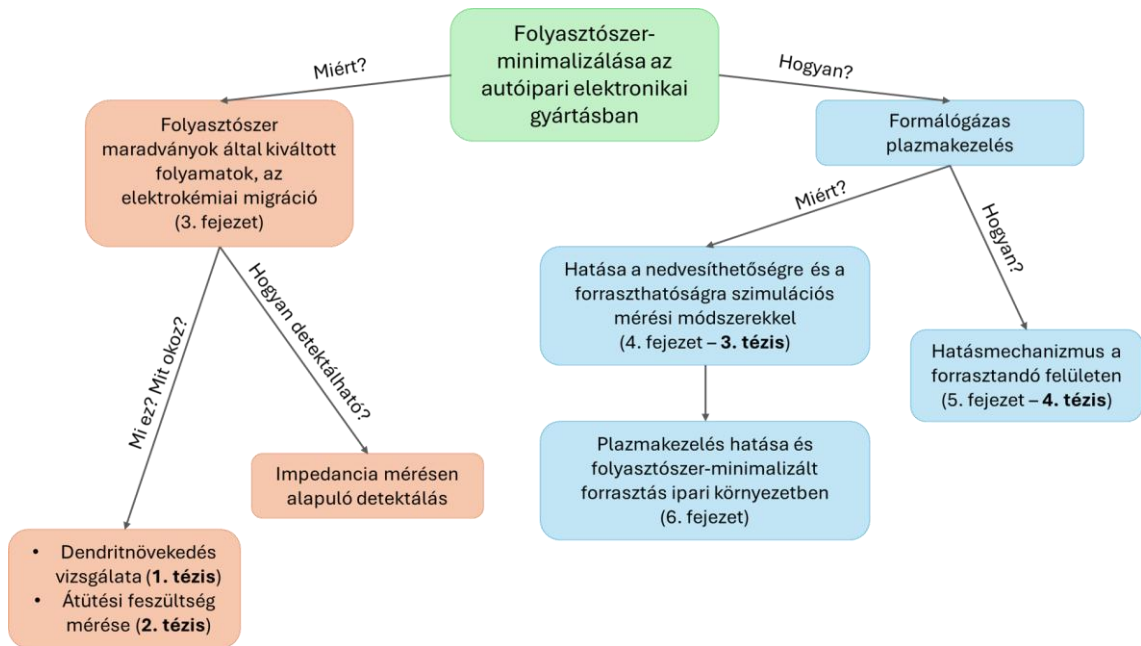 Folyasztószer-
minimalizálása az
autóipari elektronikai
gyártásban
Miért?
Hogyan?
Folyasztószer
maradványok által kiváltott
folyamatok, az
elektrokémiai migráció
(3. fejezet)
Formálógázas
plazmakezelés
Miért?
Hogyan?
Mi ez? Mit okoz?
Hogyan detektálható?
Hatása a nedvesíthetőségre és a
forraszthatóságra szimulációs
mérési módszerekkel
(4. fejezet – 3. tézis)
Hatásmechanizmus a
forrasztandó felületen
(5. fejezet – 4. tézis)
Impedancia mérésen
alapuló detektálás
Plazmakezelés hatása és
folyasztószer-minimalizált
forrasztás ipari környezetben
(6. fejezet)
• Dendritnövekedés
vizsgálata (1. tézis)
• Átütési feszültség
mérése (2. tézis)